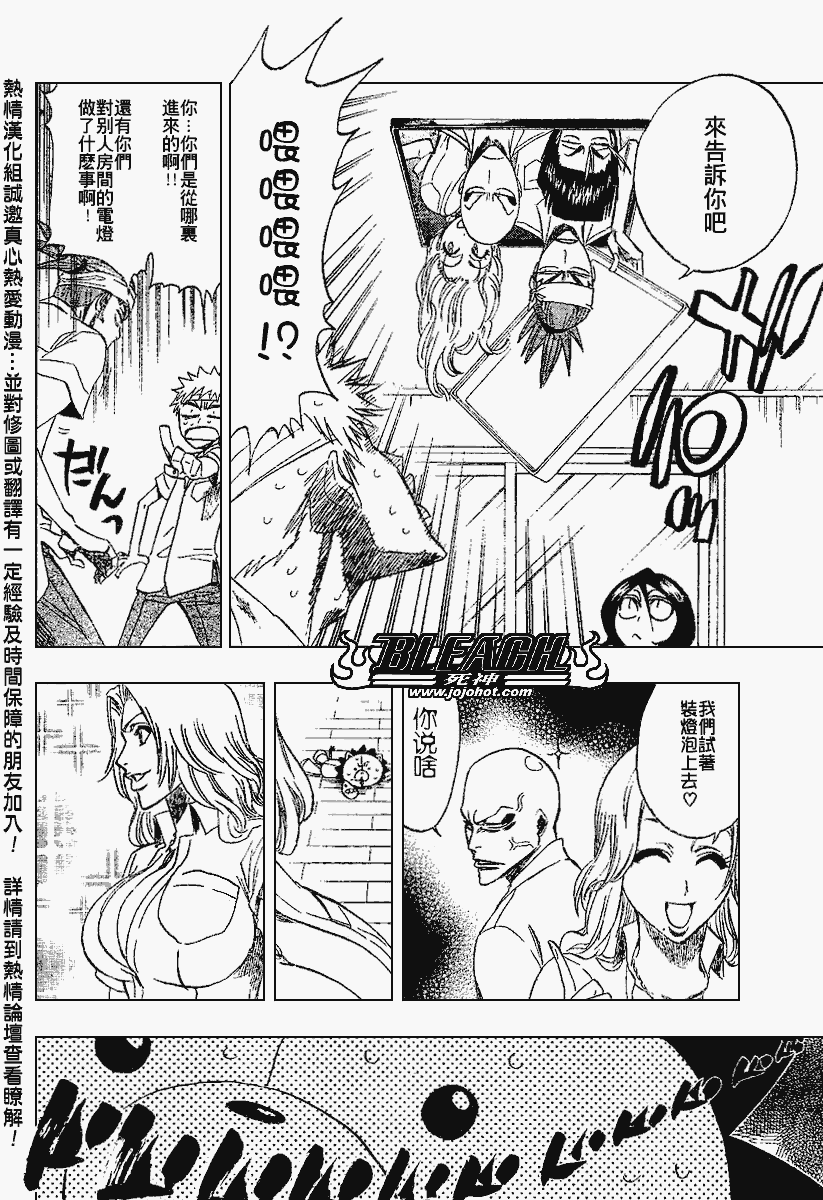 來告訴你吧
喂喂喂喂!?
你…你們是從哪裏
進來的啊!!
還有你們
對别人房間的電燈
做了什麽事啊！
だんっ
BLEACH
死神
www.jojohot.com
我們試著
裝燈泡上去♡
你说啥
熱情漢化組誠邀真心熱愛動漫…並對修圖或翻譯有一定經驗及時間保障的朋友加入！ 詳情請到熱情論壇查看瞭解！